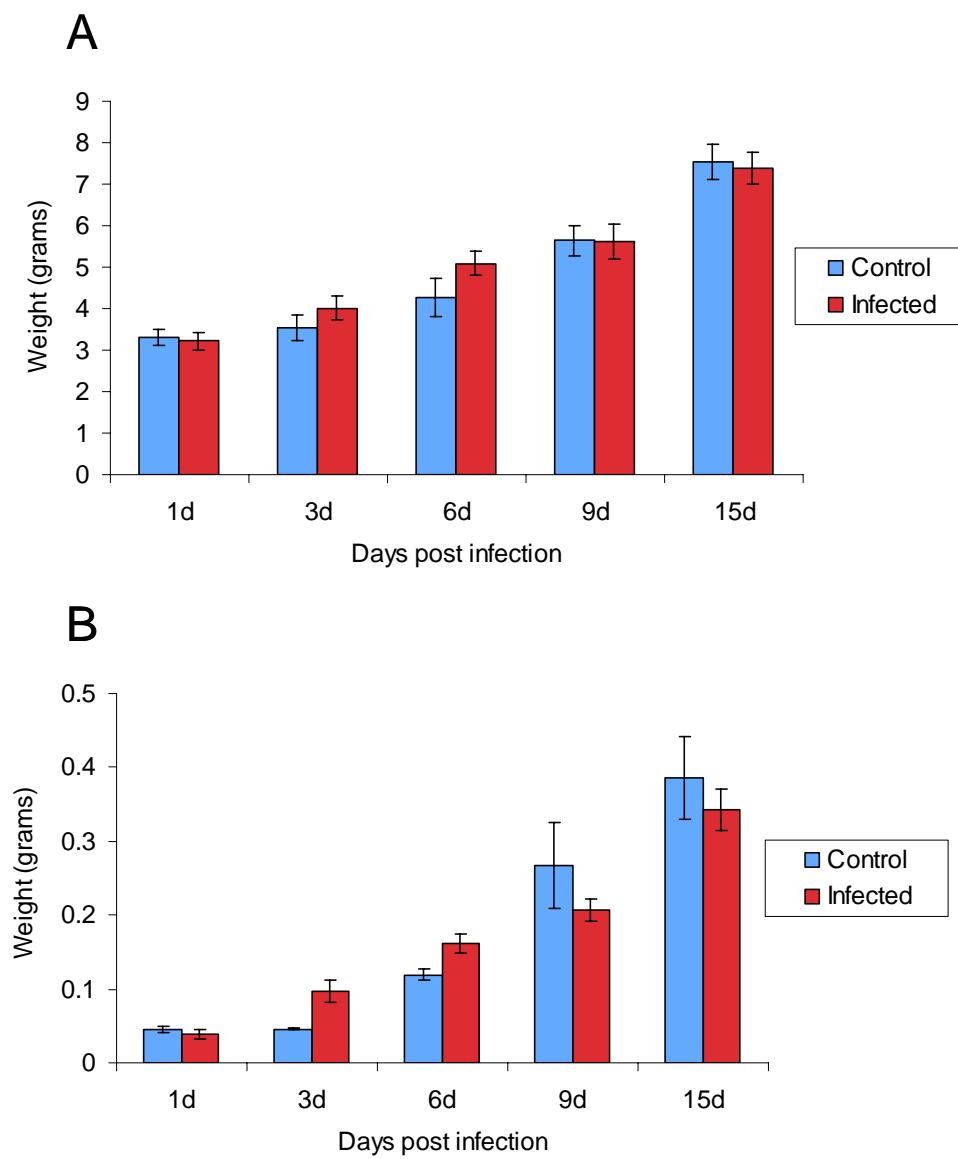 A
9
8
7
6
5
4
3
2
1
0
Weight (grams)
1d 3d 6d 9d 15d
Days post infection
Control
Infected
B
0.5
0.4
0.3
0.2
0.1
0
Weight (grams)
1d 3d 6d 9d 15d
Days post infection
Control
Infected